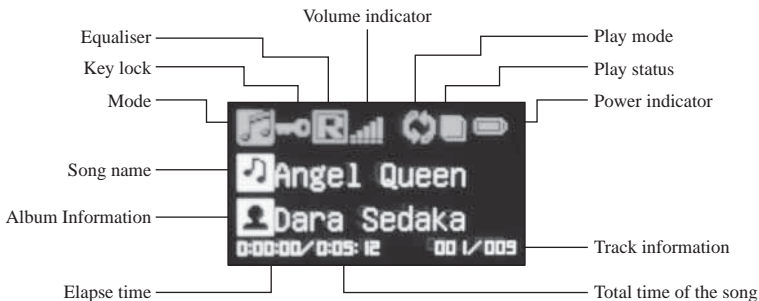 Volume indicator
Equaliser
Play mode
Key lock
Play status
Mode
Power indicator
R
Song name
Angel Queen
Album Information
Dara Sedaka
0:00:00/0:05:12 001/009
Track information
Elapse time
Total time of the song